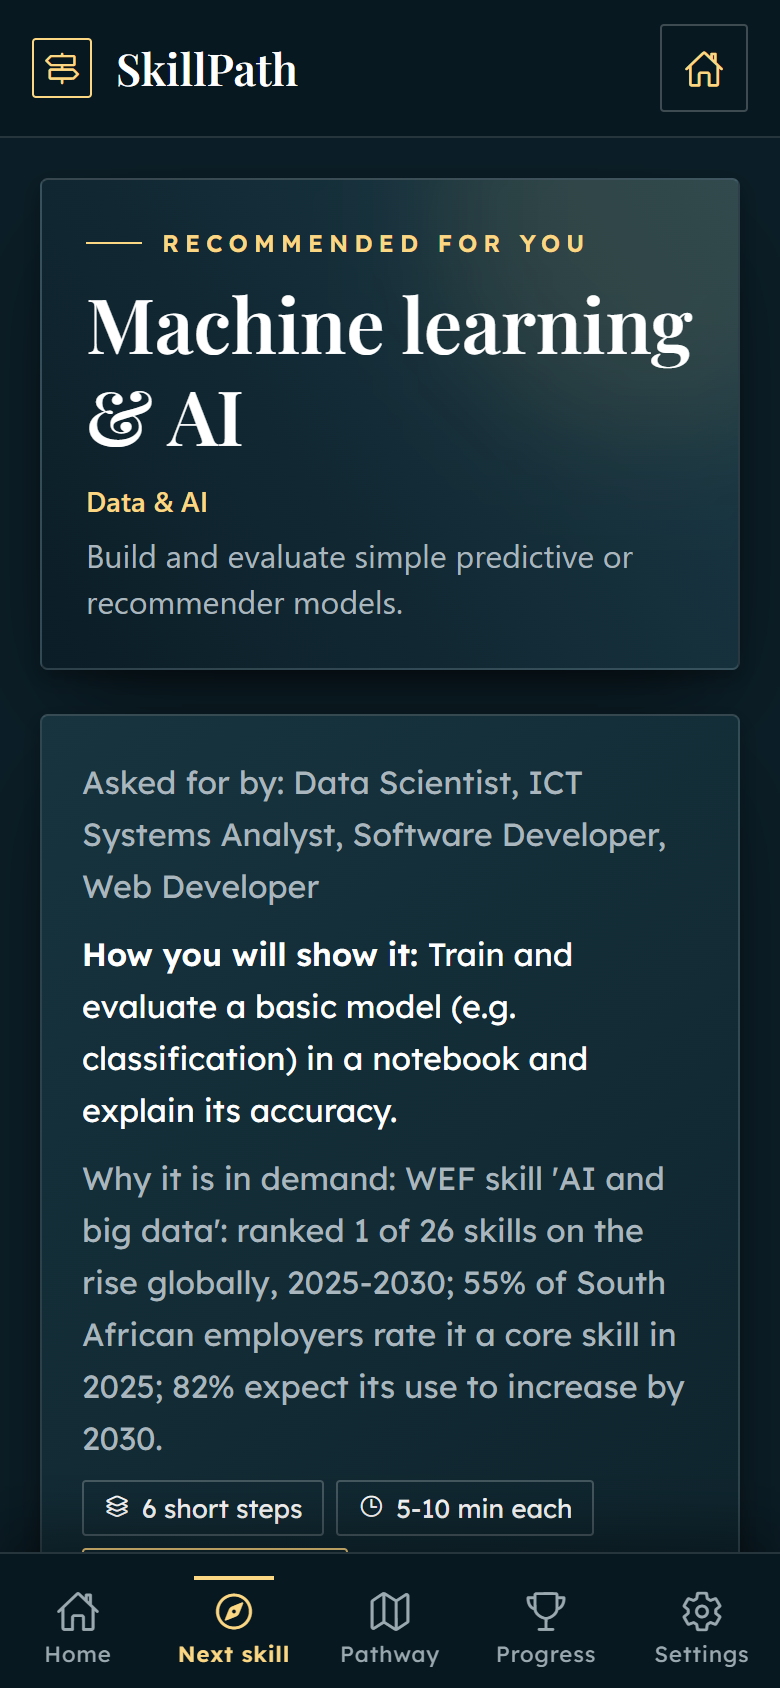 SkillPath
RECOMMENDED FOR YOU
Machine learning
& AI
Data & AI
Build and evaluate simple predictive or
recommender models.
Asked for by: Data Scientist, ICT
Systems Analyst, Software Developer,
Web Developer
How you will show it: Train and
evaluate a basic model (e.g.
classification) in a notebook and
explain its accuracy.
Why it is in demand: WEF skill 'AI and
big data': ranked 1 of 26 skills on the
rise globally, 2025-2030; 55% of South
African employers rate it a core skill in
2025; 82% expect its use to increase by
2030.
6 short steps
5-10 min each
Home
Next skill
Pathway
Progress
Settings